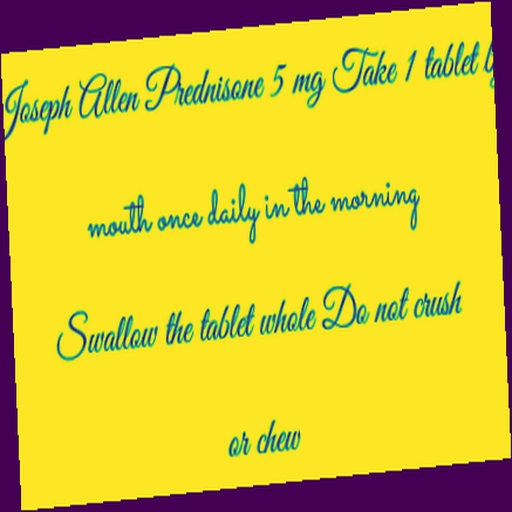 Joseph Allen Prednisone 5 mg Take 1 tablet
mouth once daily in the morning
Swallow the tablet whole Do not crush
or chew